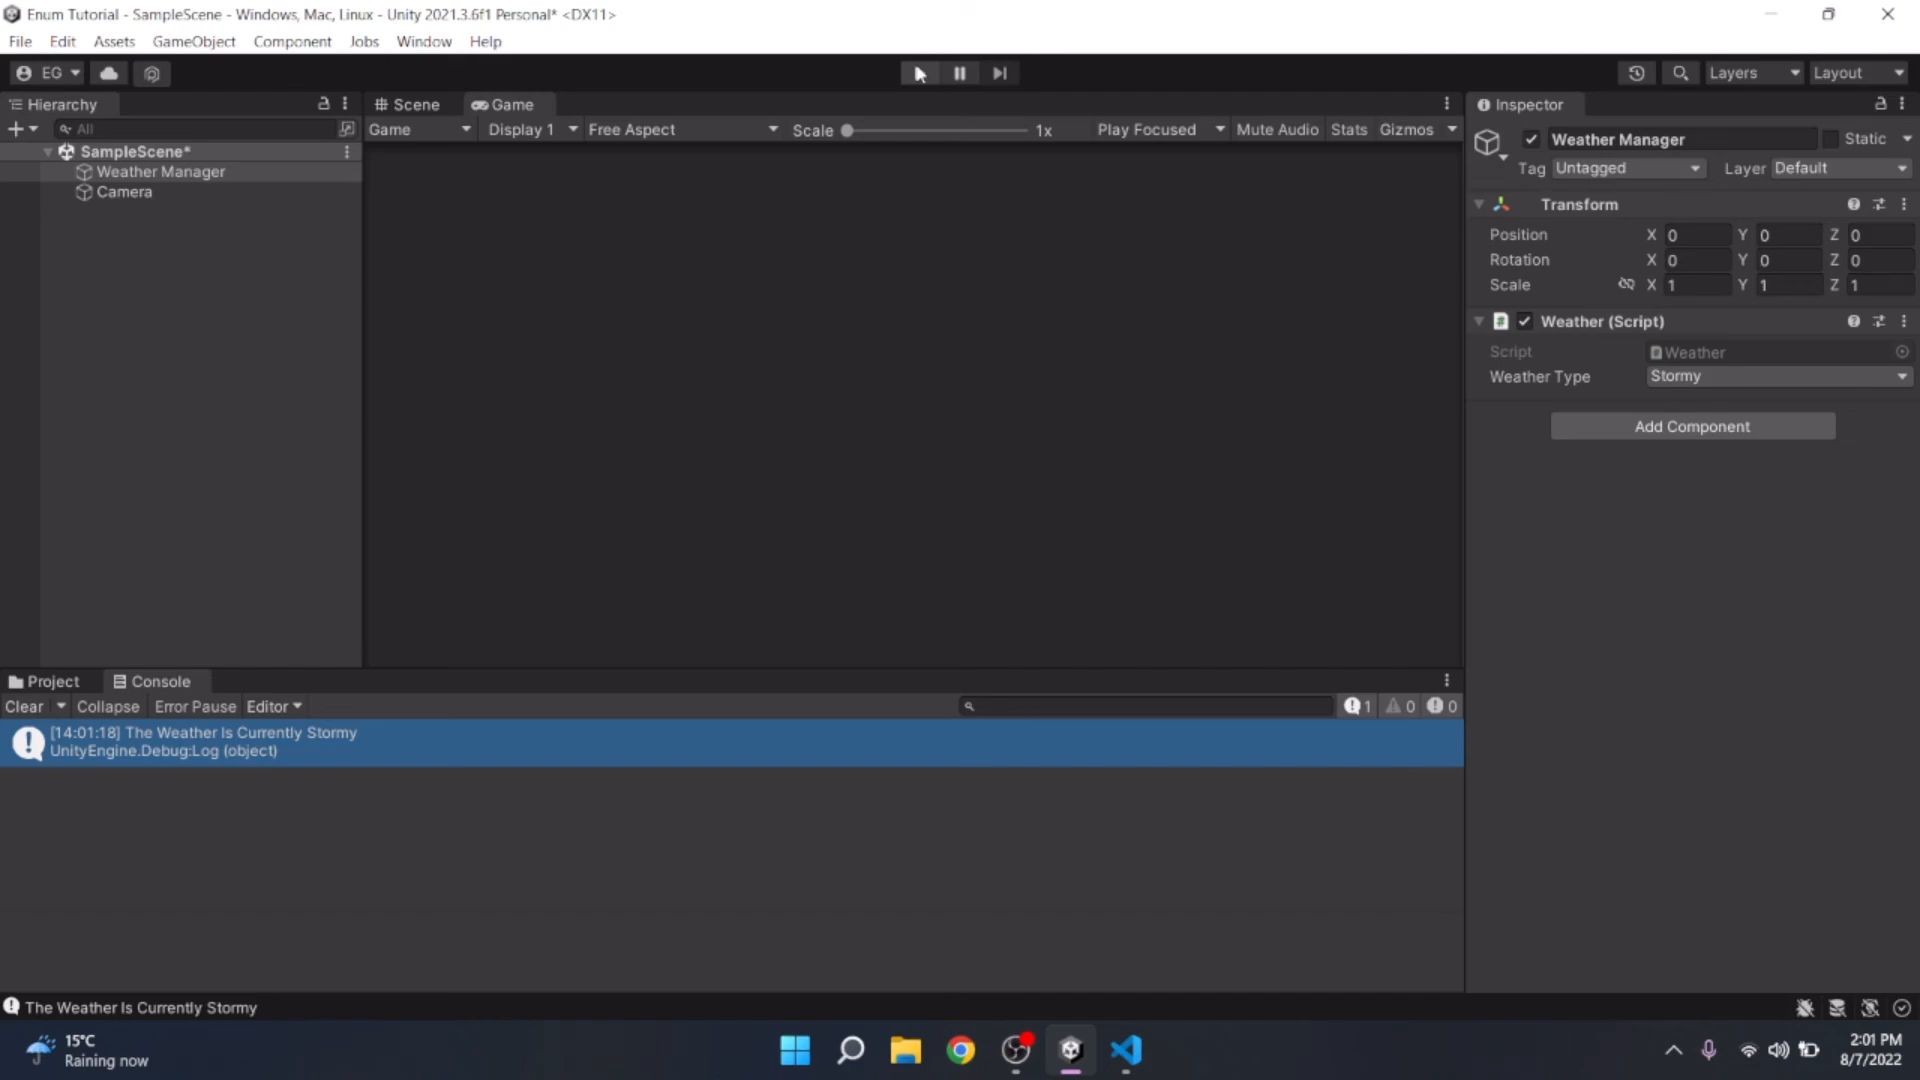 Enum Tutorial - SampleScene - Windows, Mac, Linux - Unity 2021.3.6f1 Personal* <DX11>
File Edit Assets GameObject Component Jobs Window Help
EG Layers Layout
Hierarchy Scene Game Inspector
All Game Display 1 Free Aspect Scale 1x Play Focused Mute Audio Stats Gizmos
SampleScene*
Weather Manager
Camera
Weather Manager Static
Tag Untagged Layer Default
Transform
Position X 0 Y 0 Z 0
Rotation X 0 Y 0 Z 0
Scale X 1 Y 1 Z 1
Weather (Script)
Script Weather
Weather Type Stormy
Add Component
Project Console
Clear Collapse Error Pause Editor 1 0 0
[14:01:18] The Weather Is Currently Stormy
UnityEngine.Debug:Log (object)
The Weather Is Currently Stormy
15°C
Raining now
2:01 PM
8/7/2022